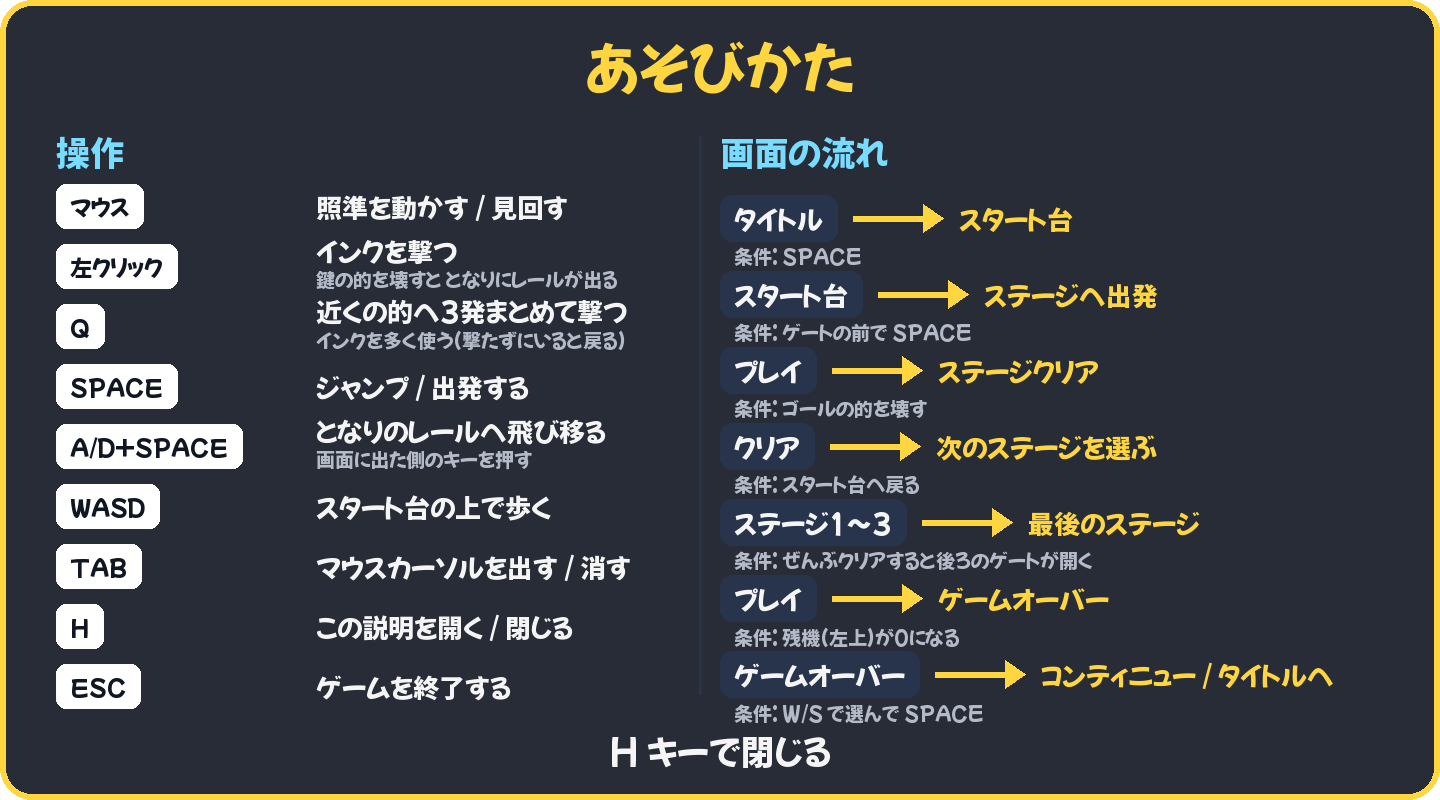 あそびかた
操作
マウス 照準を動かす / 見回す
左クリック インクを撃つ
鍵の的を壊すと となりにレールが出る
Q 近くの的へ3発まとめて撃つ
インクを多く使う(撃たずにいると戻る)
SPACE ジャンプ / 出発する
A/D+SPACE となりのレールへ飛び移る
画面に出た側のキーを押す
WASD スタート台の上で歩く
TAB マウスカーソルを出す / 消す
H この説明を開く / 閉じる
ESC ゲームを終了する
画面の流れ
タイトル → スタート台
条件: SPACE
スタート台 → ステージへ出発
条件: ゲートの前で SPACE
プレイ → ステージクリア
条件: ゴールの的を壊す
クリア → 次のステージを選ぶ
条件: スタート台へ戻る
ステージ1〜3 → 最後のステージ
条件: ぜんぶクリアすると後ろのゲートが開く
プレイ → ゲームオーバー
条件: 残機(左上)が0になる
ゲームオーバー → コンティニュー / タイトルへ
条件: W/S で選んで SPACE
H キーで閉じる